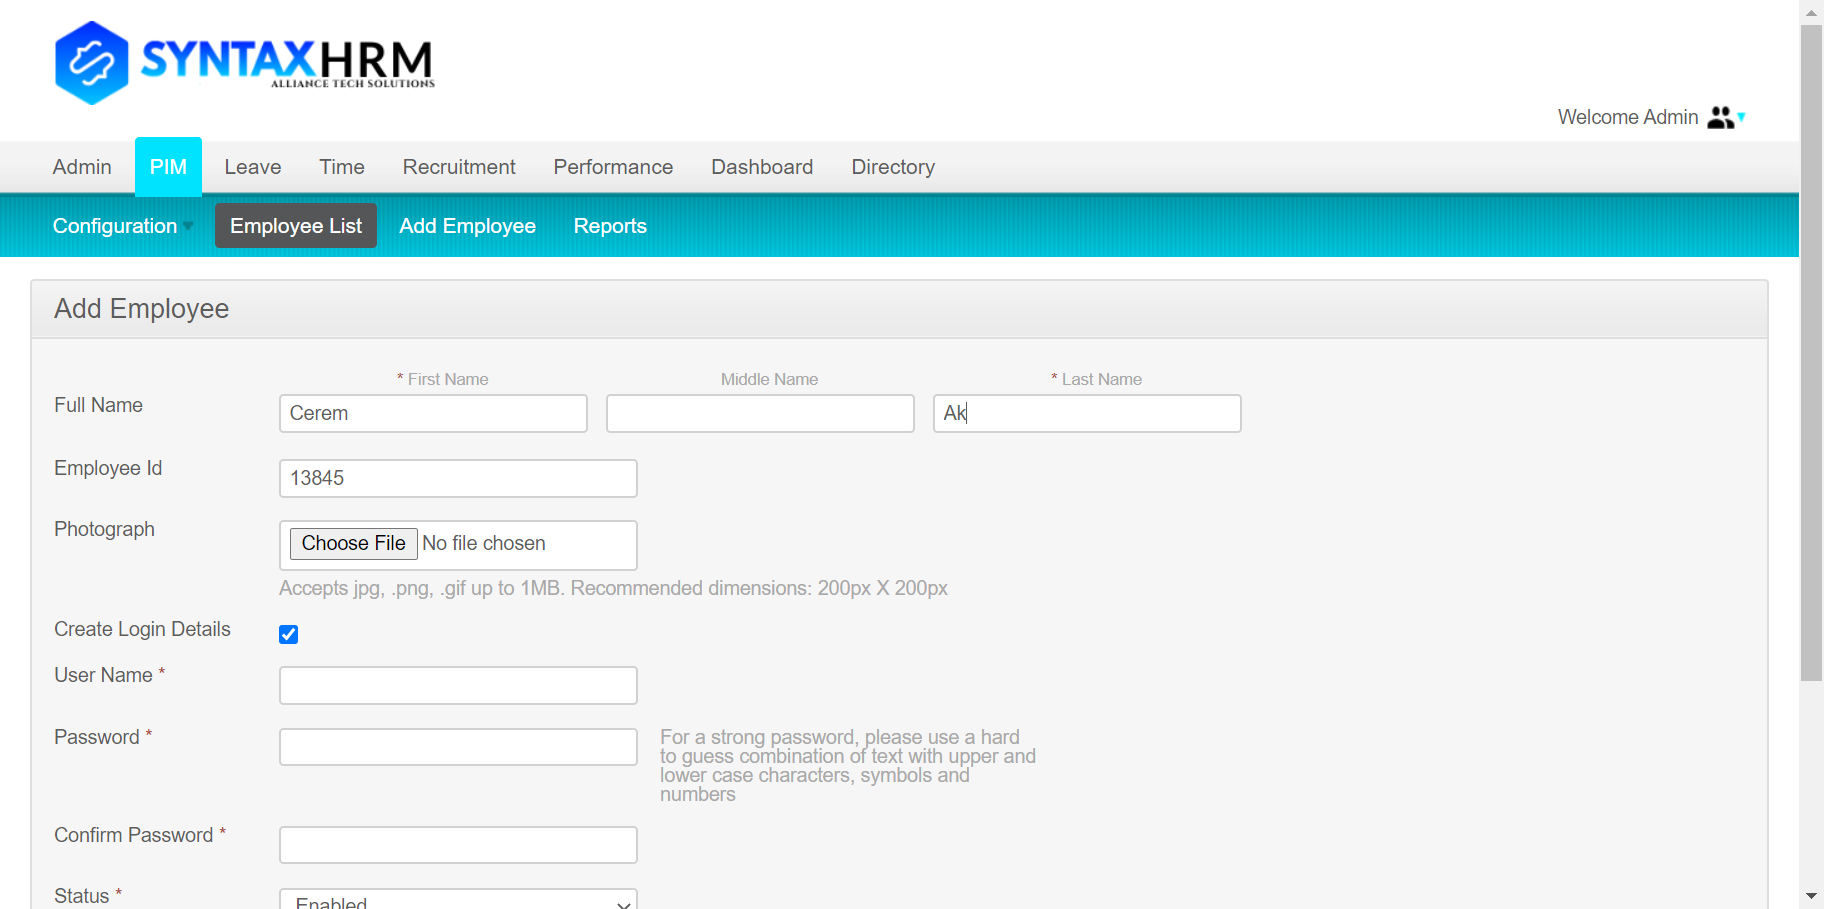 SYNTAXHRM
ALLIANCE TECH SOLUTIONS
Welcome Admin
Admin PIM Leave Time Recruitment Performance Dashboard Directory
Configuration Employee List Add Employee Reports
Add Employee
* First Name Middle Name * Last Name
Full Name Cerem Ak
Employee Id 13845
Photograph Choose File No file chosen
Accepts jpg, .png, .gif up to 1MB. Recommended dimensions: 200px X 200px
Create Login Details
User Name *
Password * For a strong password, please use a hard
to guess combination of text with upper and
lower case characters, symbols and
numbers
Confirm Password *
Status * Enabled